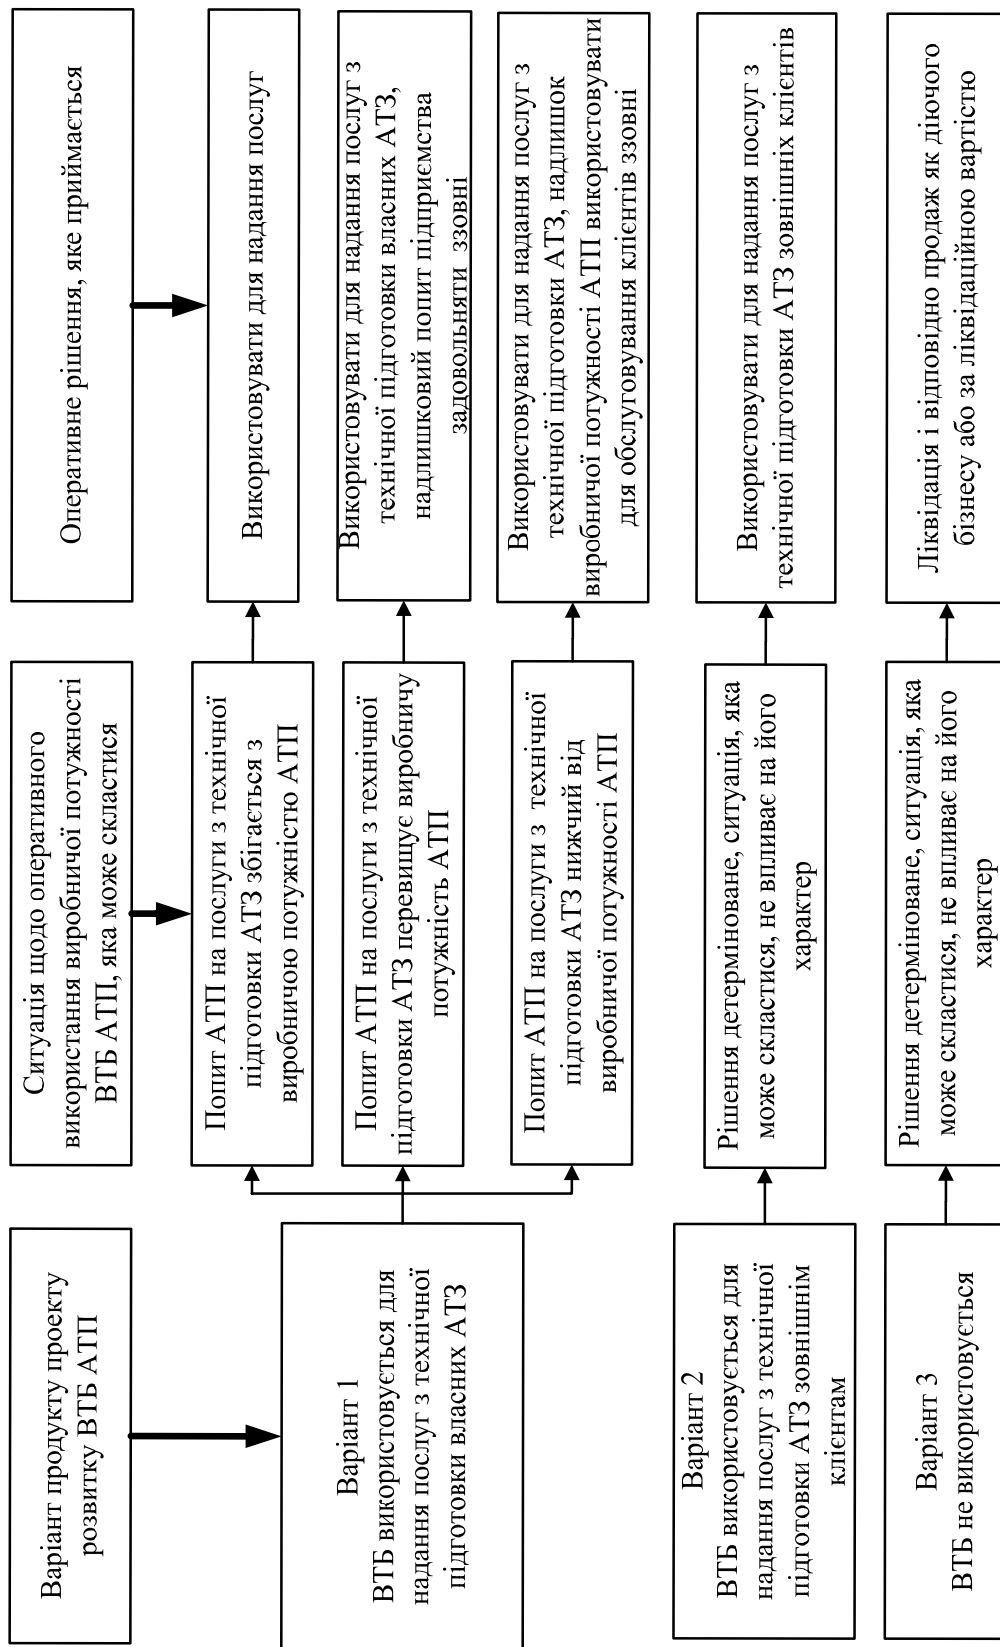 Варіант продукту проекту
розвитку ВТБ АТП
Ситуація щодо оперативного
використання виробничої потужності
ВТБ АТП, яка може скластися
Оперативне рішення, яке приймається
Варіант 1
ВТБ використовується для
надання послуг з технічної
підготовки власних АТЗ
Попит АТП на послуги з технічної
підготовки АТЗ збігається з
виробничою потужністю АТП
Використовувати для надання послуг
Попит АТП на послуги з технічної
підготовки АТЗ перевищує виробничу
потужність АТП
Використовувати для надання послуг з
технічної підготовки власних АТЗ,
надлишковий попит підприємства
задовольняти ззовні
Попит АТП на послуги з технічної
підготовки АТЗ нижчий від
виробничої потужності АТП
Використовувати для надання послуг з
технічної підготовки АТЗ, надлишок
виробничої потужності АТП використовувати
для обслуговування клієнтів ззовні
Варіант 2
ВТБ використовується для
надання послуг з технічної
підготовки АТЗ зовнішнім
клієнтам
Рішення детерміноване, ситуація, яка
може скластися, не впливає на його
характер
Використовувати для надання послуг з
технічної підготовки АТЗ зовнішніх клієнтів
Варіант 3
ВТБ не використовується
Рішення детерміноване, ситуація, яка
може скластися, не впливає на його
характер
Ліквідація і відповідно продаж як діючого
бізнесу або за ліквідаційною вартістю